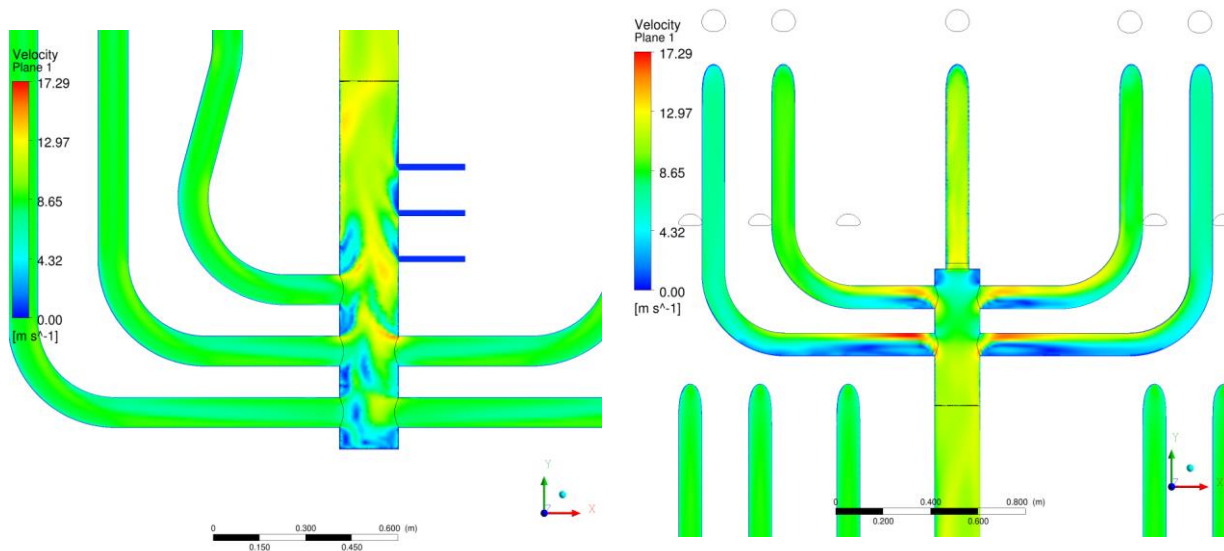 Velocity
Plane 1
17.29
12.97
8.65
4.32
0.00
[m s^-1]
Y
Z
X
0
0.300
0.600 (m)
0.150
0.450
Velocity
Plane 1
17.29
12.97
8.65
4.32
0.00
[m s^-1]
Y
Z
X
0
0.400
0.800 (m)
0.200
0.600